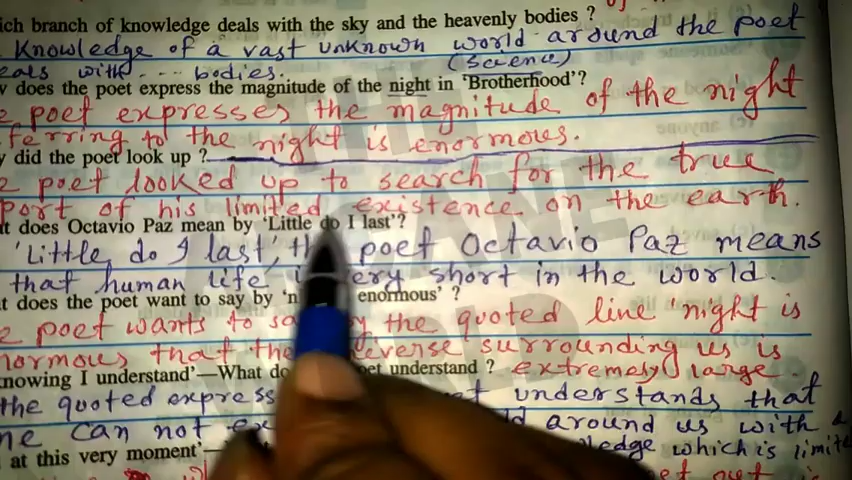 ich branch of knowledge deals with the sky and the heavenly bodies ?
Knowledge of a vast unknown world around the poet
eals with ... bodies. (Science)
w does the poet express the magnitude of the night in 'Brotherhood'?
e poet expresses the magnitude of the night
ferring to the night is enormous.
y did the poet look up ?
e poet looked up to search for the true
port of his limited existence on the earth.
at does Octavio Paz mean by 'Little do I last'?
'Little do I last', the poet Octavio Paz means
that human life is very short in the world.
t does the poet want to say by 'n enormous' ?
e poet wants to say by the quoted line 'night is
normous that the universe surrounding us is
extremely large
knowing I understand'—What do poet understand ?
the quoted express understands that
ne can not around us with a
ledge which is limite
at this very moment'—